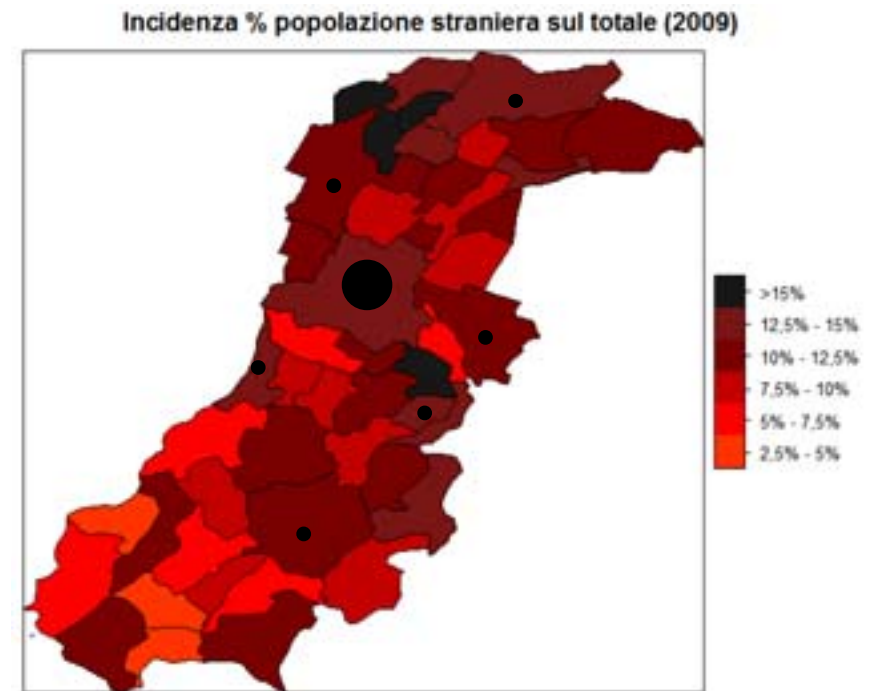 Incidenza % popolazione straniera sul totale (2009)
>15%
12,5% - 15%
10% - 12,5%
7,5% - 10%
5% - 7,5%
2,5% - 5%